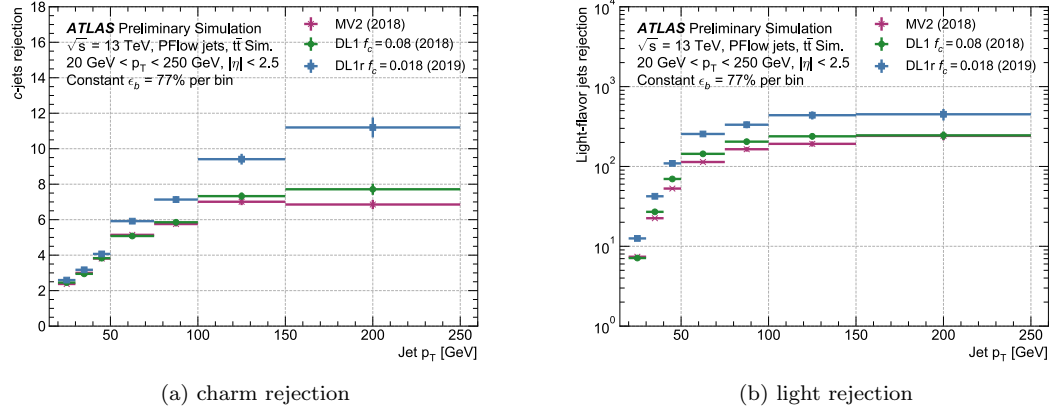 ATLAS Preliminary Simulation
√s = 13 TeV, PFlow jets, tt̄ Sim.
20 GeV < pT < 250 GeV, |η| < 2.5
Constant ϵb = 77% per bin
MV2 (2018)
DL1 fc = 0.08 (2018)
DL1r fc = 0.018 (2019)
c-jets rejection
18
16
14
12
10
8
6
4
2
0
50 100 150 200 250
Jet pT [GeV]
(a) charm rejection
ATLAS Preliminary Simulation
√s = 13 TeV, PFlow jets, tt̄ Sim.
20 GeV < pT < 250 GeV, |η| < 2.5
Constant ϵb = 77% per bin
MV2 (2018)
DL1 fc = 0.08 (2018)
DL1r fc = 0.018 (2019)
Light-flavor jets rejection
10⁴
10³
10²
10¹
10⁰
50 100 150 200 250
Jet pT [GeV]
(b) light rejection